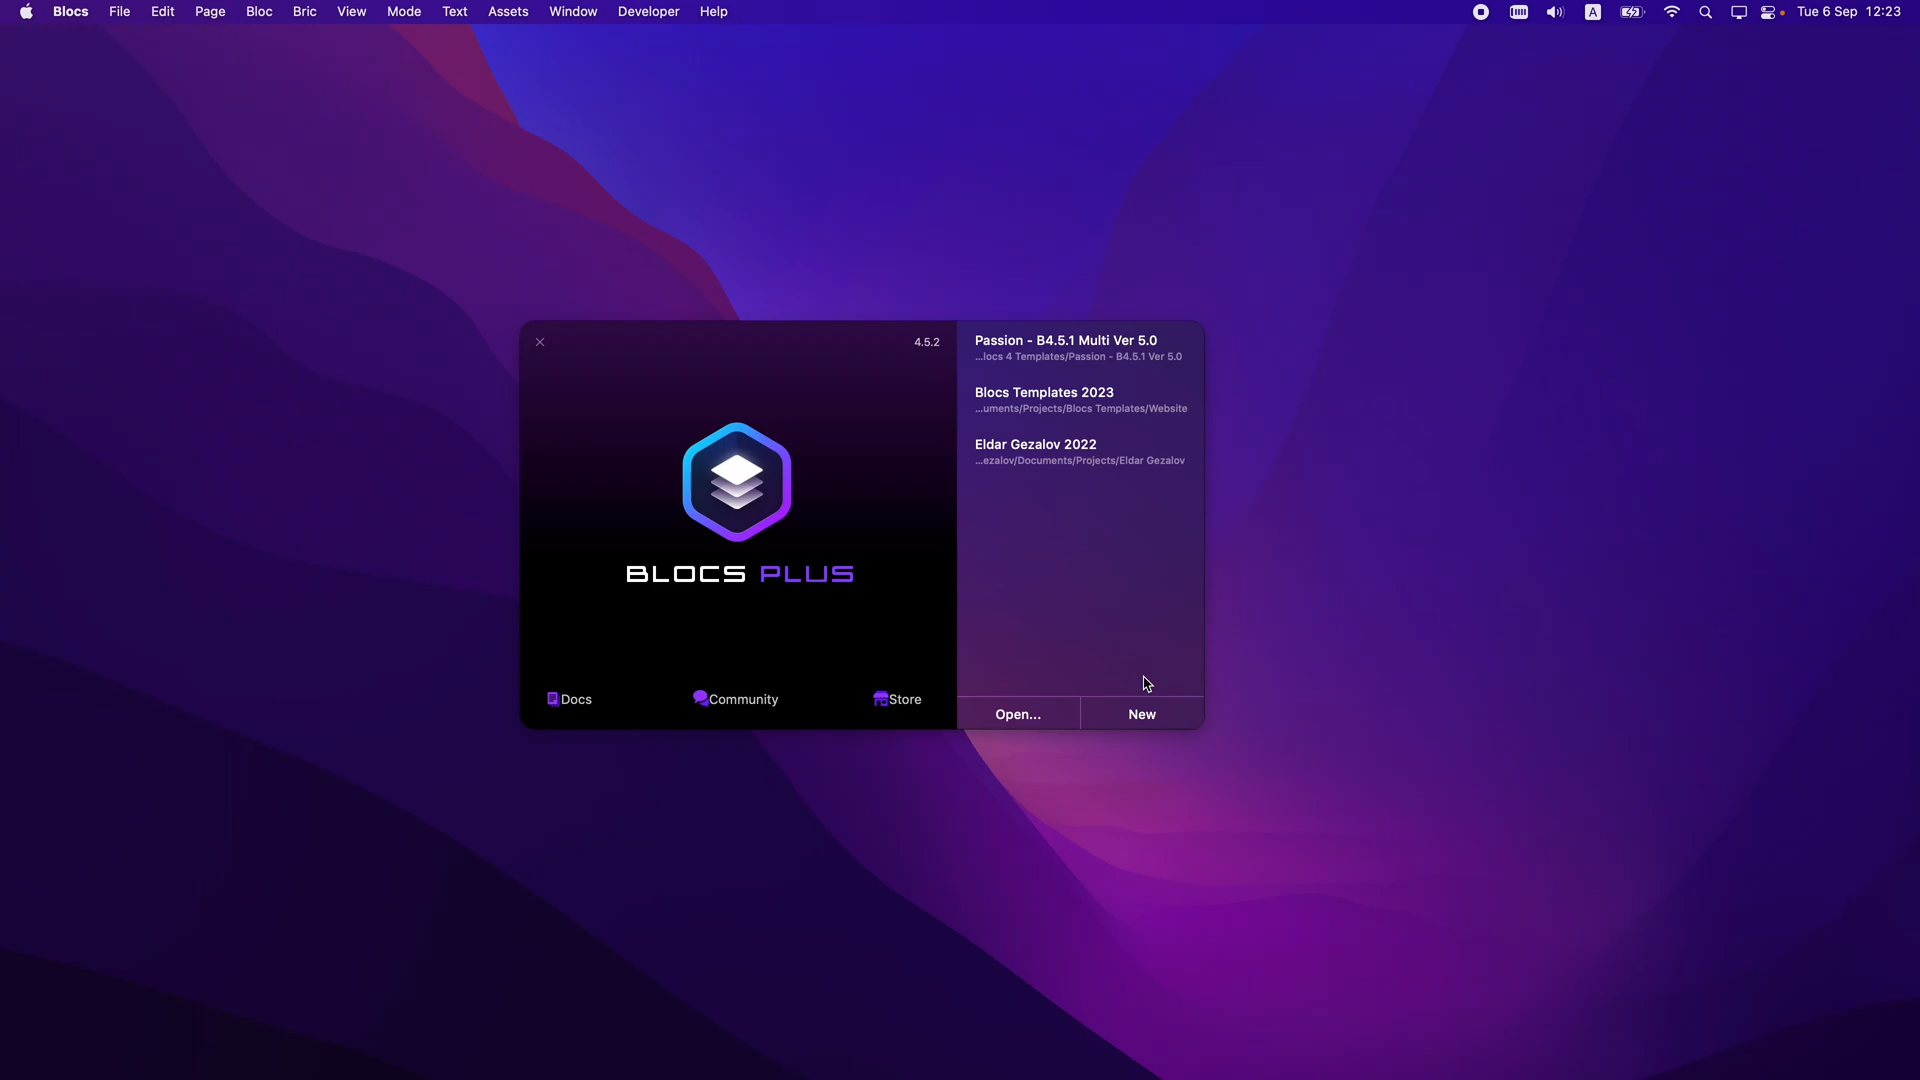 Blocs File Edit Page Bloc Bric View Mode Text Assets Window Developer Help A Tue 6 Sep 12:23
4.5.2
BLOCS PLUS
Docs Community Store
Passion - B4.5.1 Multi Ver 5.0
...locs 4 Templates/Passion - B4.5.1 Ver 5.0
Blocs Templates 2023
...uments/Projects/Blocs Templates/Website
Eldar Gezalov 2022
...ezalov/Documents/Projects/Eldar Gezalov
Open... New